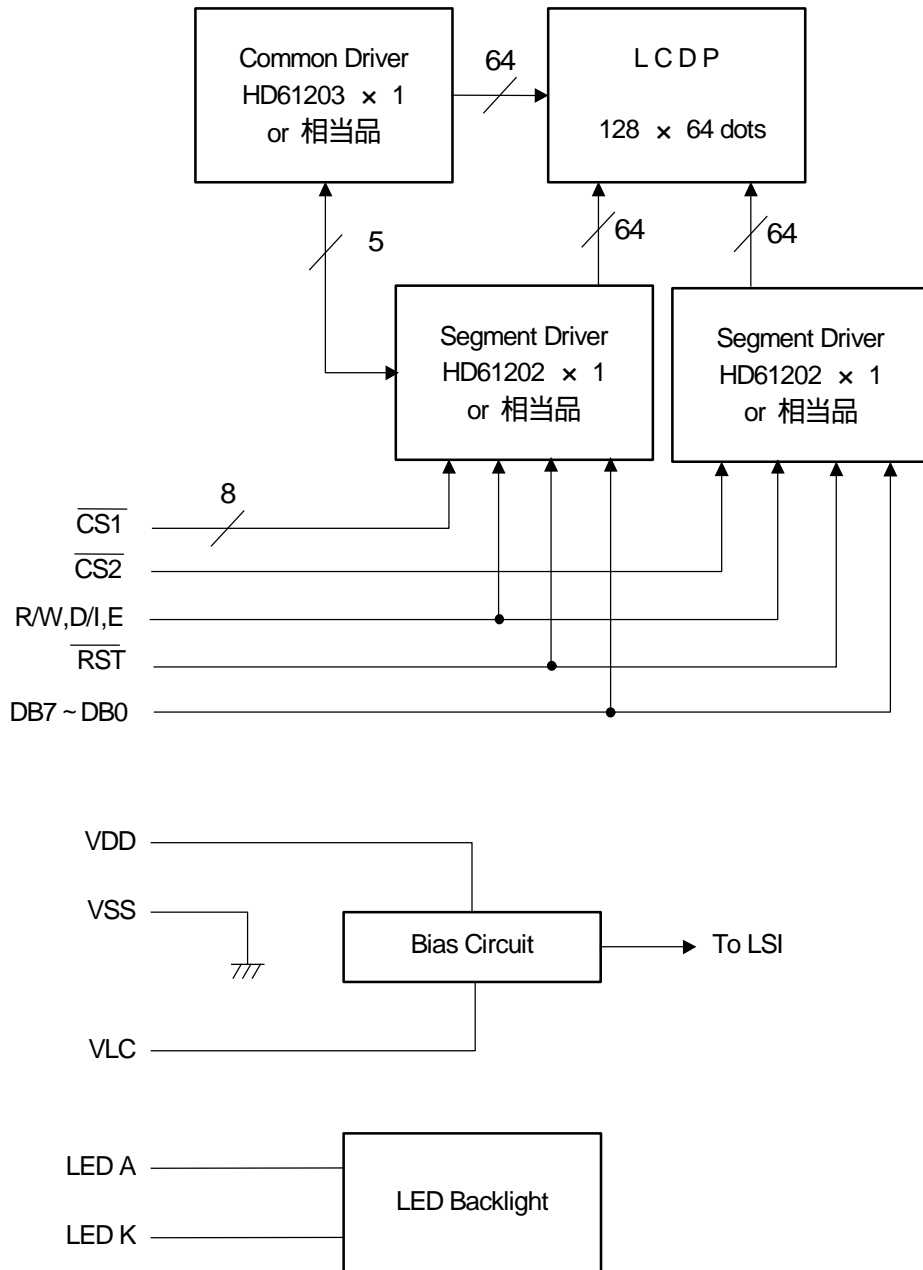 Common Driver
HD61203 × 1
or 相当品
64
L C D P
128 × 64 dots
5
64
64
Segment Driver
HD61202 × 1
or 相当品
Segment Driver
HD61202 × 1
or 相当品
8
CS1
CS2
R/W,D/I,E
RST
DB7 ~ DB0
VDD
VSS
Bias Circuit
To LSI
VLC
LED A
LED Backlight
LED K